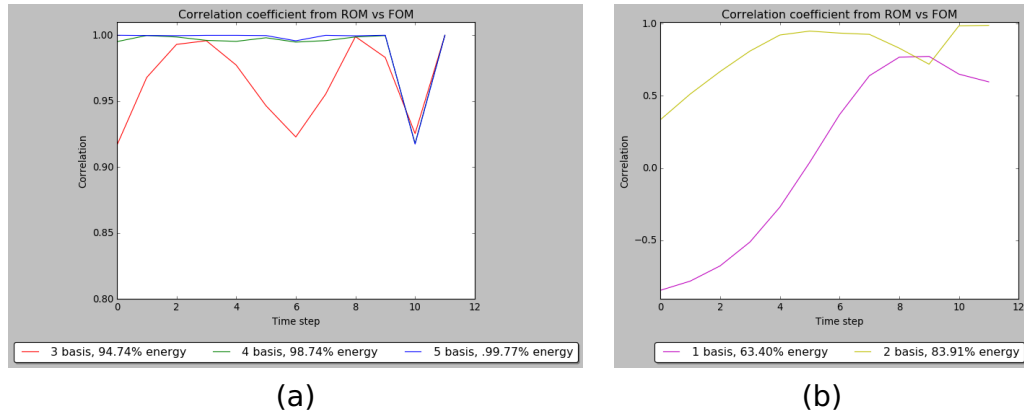 Correlation coefficient from ROM vs FOM
1.00
0.95
0.90
0.85
0.80
Correlation
0 2 4 6 8 10 12
Time step
3 basis, 94.74% energy 4 basis, 98.74% energy 5 basis, .99.77% energy
(a)
Correlation coefficient from ROM vs FOM
1.0
0.5
0.0
−0.5
Correlation
0 2 4 6 8 10 12
Time step
1 basis, 63.40% energy 2 basis, 83.91% energy
(b)